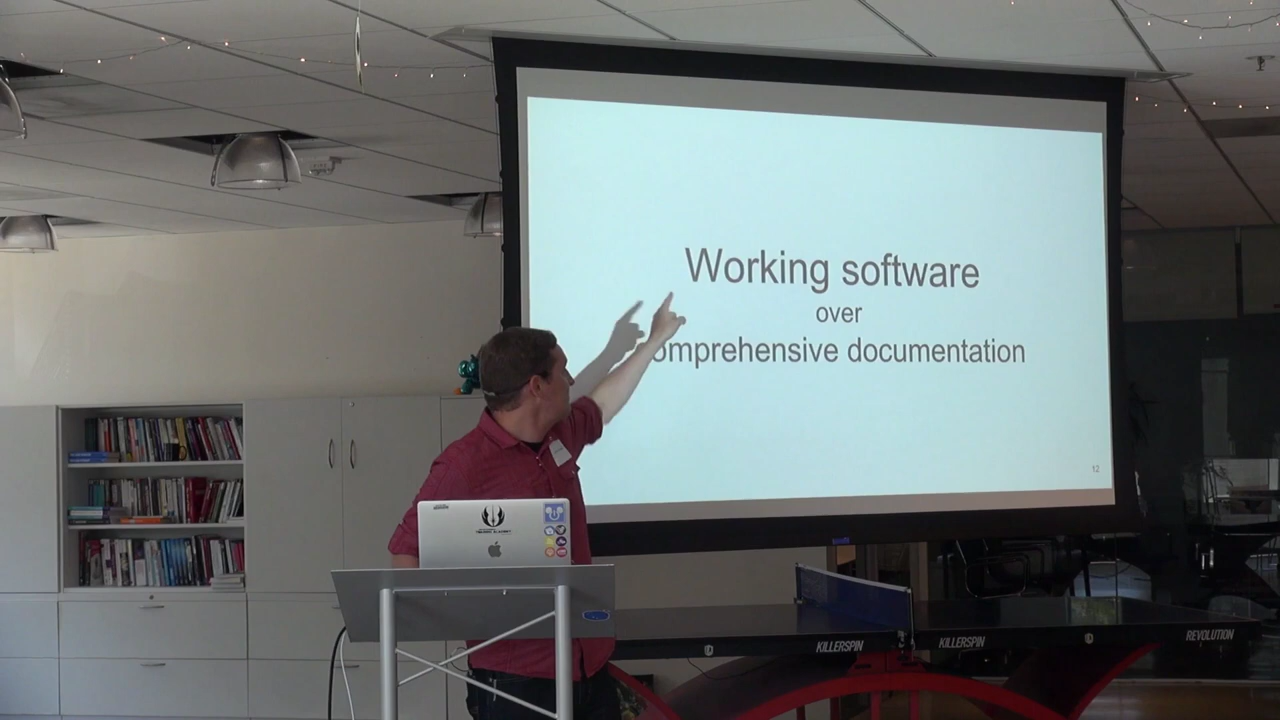 Working software
over
omprehensive documentation
12
KILLERSPIN
KILLERSPIN
REVOLUTION